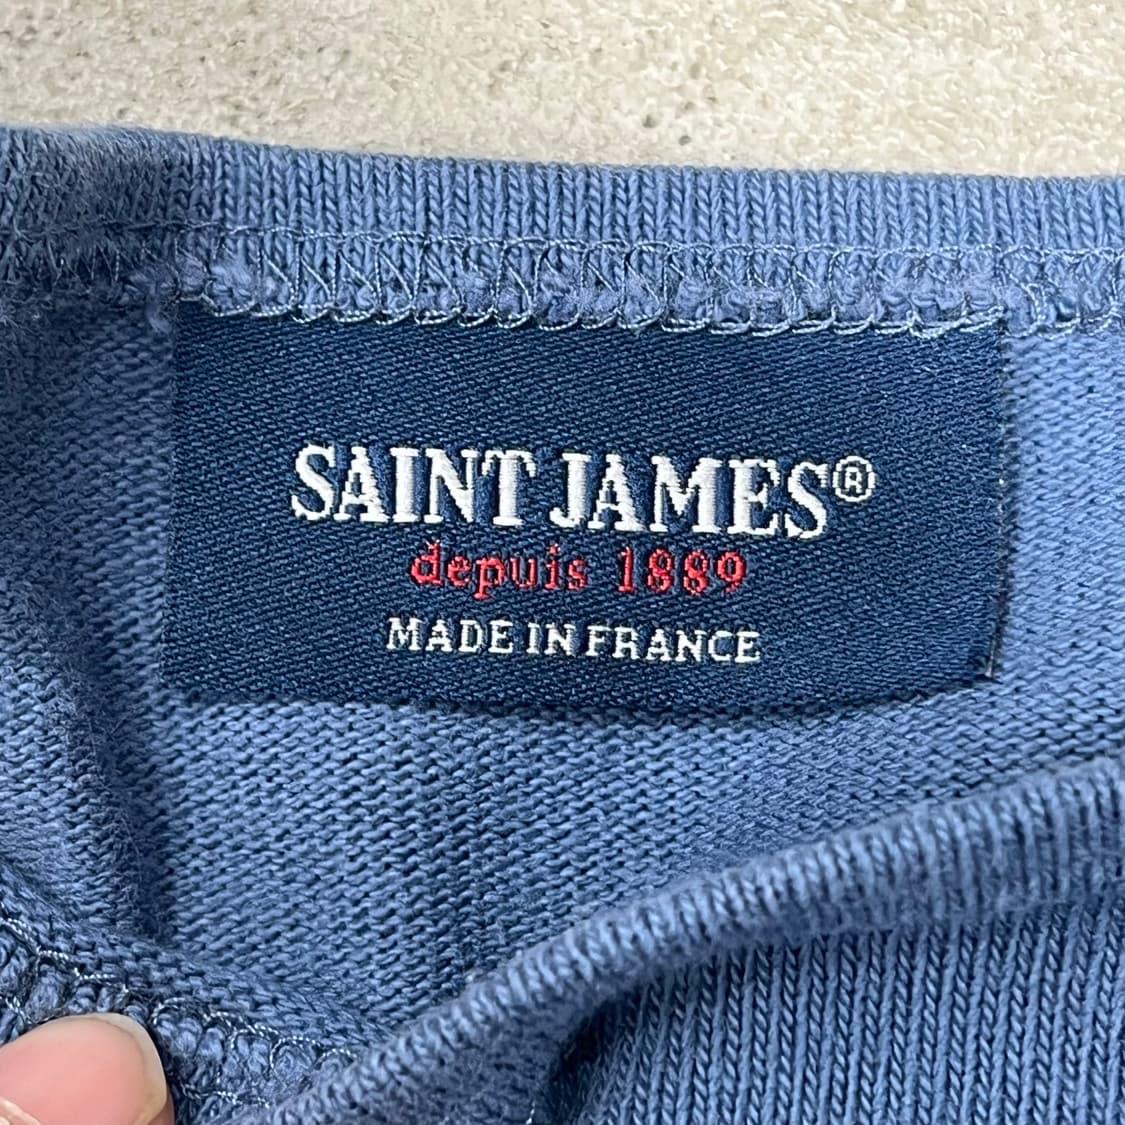 SAINT JAMES®
depuis 1889
MADE IN FRANCE